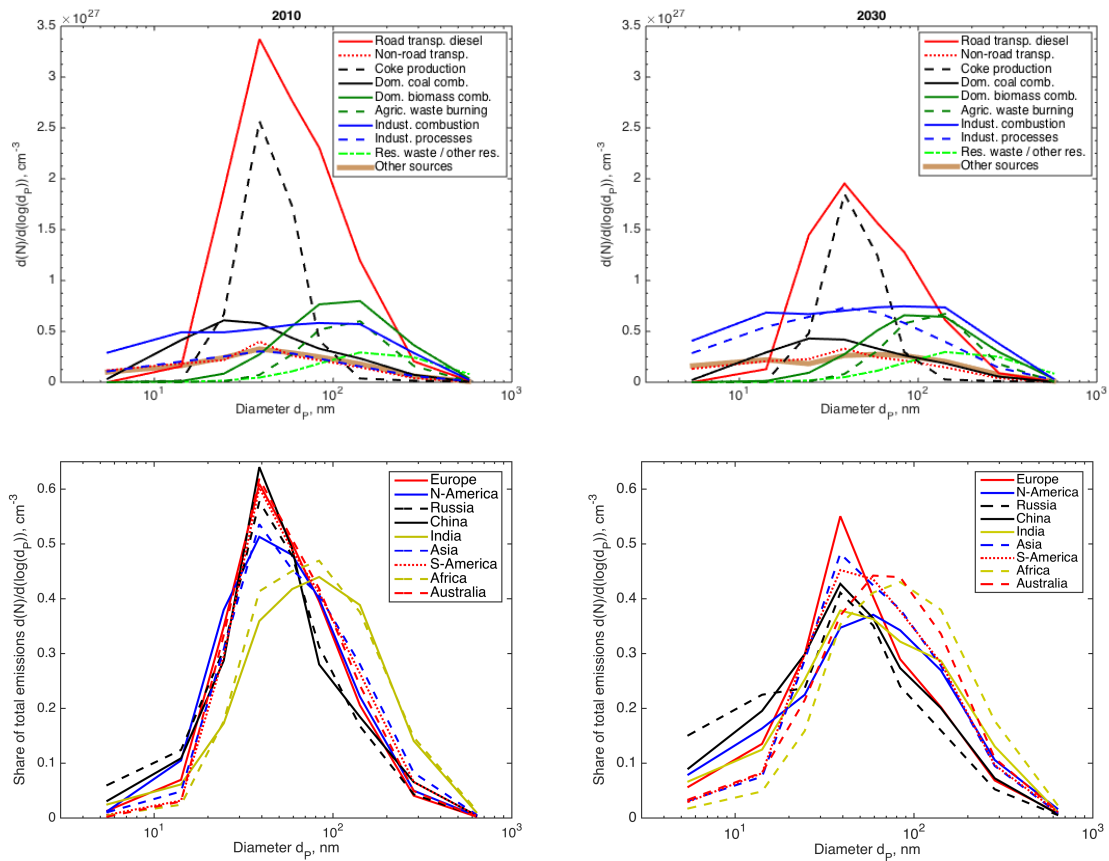 2010
×10^27
3.5
3
2.5
2
1.5
1
0.5
0
d(N)/d(log(d_P)), cm^-3
10^1
10^2
10^3
Diameter d_P, nm
Road transp. diesel
Non-road transp.
Coke production
Dom. coal comb.
Dom. biomass comb.
Agric. waste burning
Indust. combustion
Indust. processes
Res. waste / other res.
Other sources
2030
×10^27
3.5
3
2.5
2
1.5
1
0.5
0
d(N)/d(log(d_P)), cm^-3
10^1
10^2
10^3
Diameter d_P, nm
Road transp. diesel
Non-road transp.
Coke production
Dom. coal comb.
Dom. biomass comb.
Agric. waste burning
Indust. combustion
Indust. processes
Res. waste / other res.
Other sources
0.6
0.5
0.4
0.3
0.2
0.1
0
Share of total emissions d(N)/d(log(d_P)), cm^-3
10^1
10^2
10^3
Diameter d_P, nm
Europe
N-America
Russia
China
India
Asia
S-America
Africa
Australia
0.6
0.5
0.4
0.3
0.2
0.1
0
Share of total emissions d(N)/d(log(d_P)), cm^-3
10^1
10^2
10^3
Diameter d_P, nm
Europe
N-America
Russia
China
India
Asia
S-America
Africa
Australia